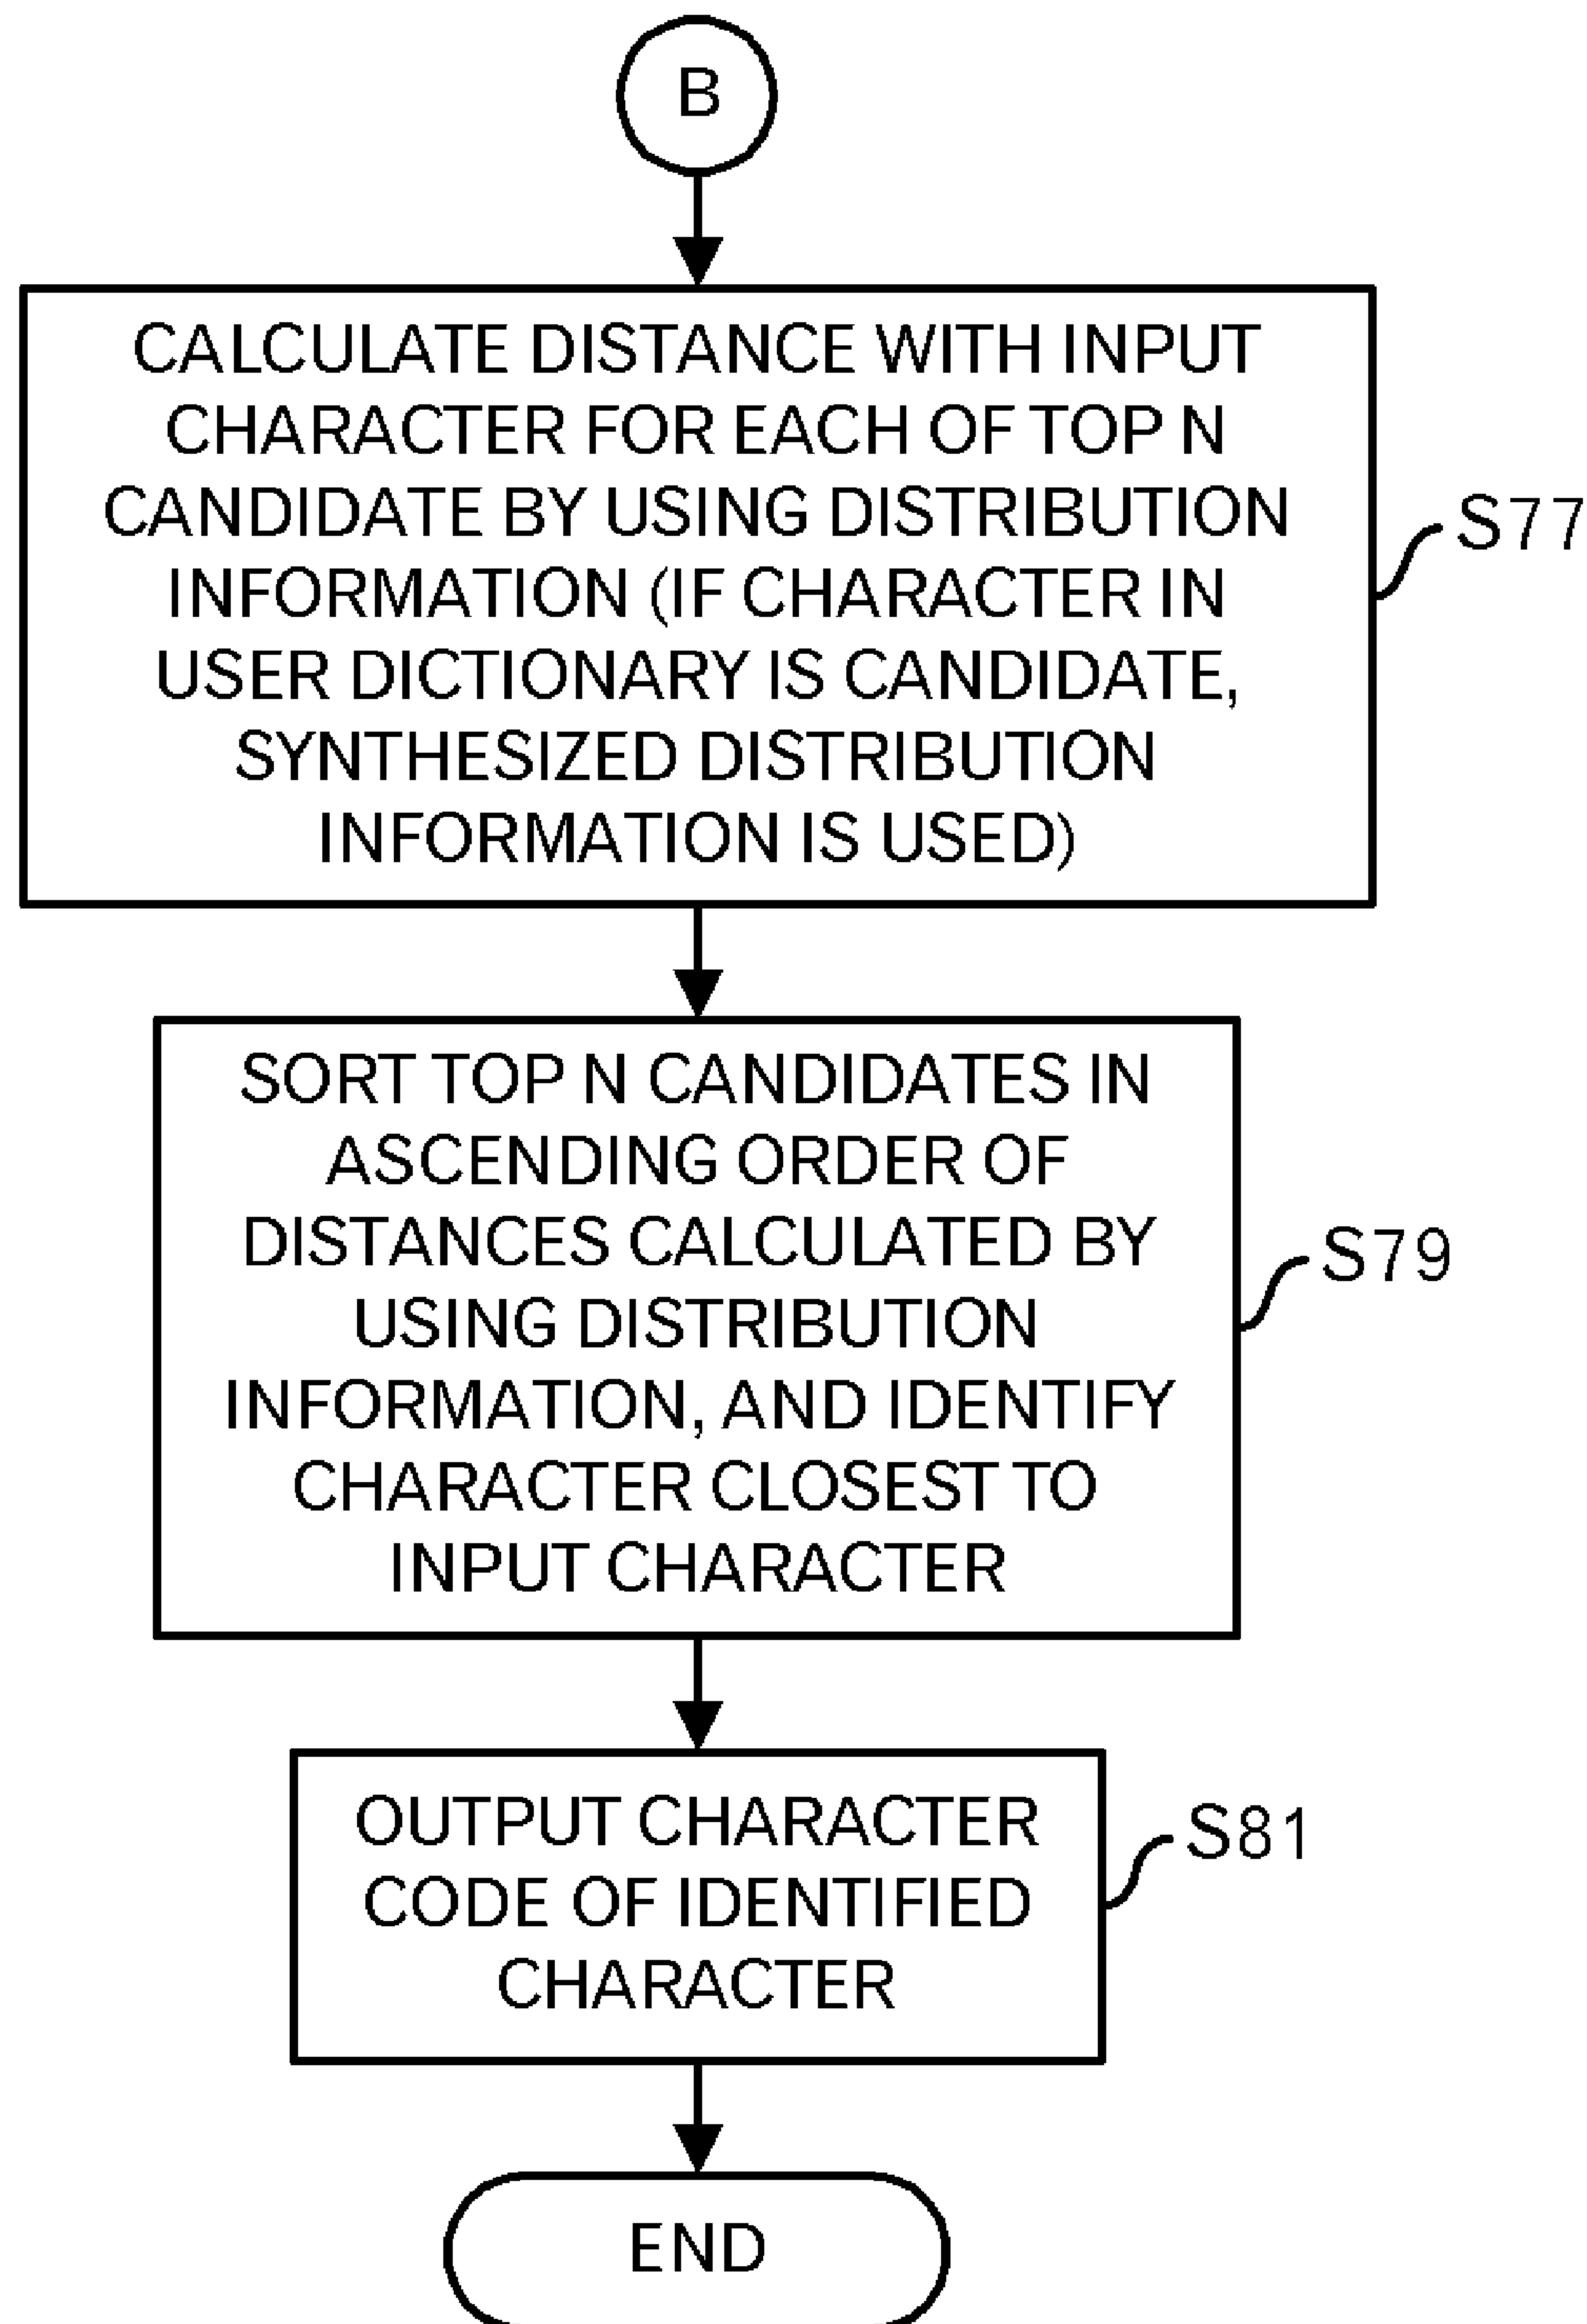 B
CALCULATE DISTANCE WITH INPUT
CHARACTER FOR EACH OF TOP N
CANDIDATE BY USING DISTRIBUTION
INFORMATION (IF CHARACTER IN
USER DICTIONARY IS CANDIDATE,
SYNTHESIZED DISTRIBUTION
INFORMATION IS USED)
S77
SORT TOP N CANDIDATES IN
ASCENDING ORDER OF
DISTANCES CALCULATED BY
USING DISTRIBUTION
INFORMATION, AND IDENTIFY
CHARACTER CLOSEST TO
INPUT CHARACTER
S79
OUTPUT CHARACTER
CODE OF IDENTIFIED
CHARACTER
S81
END